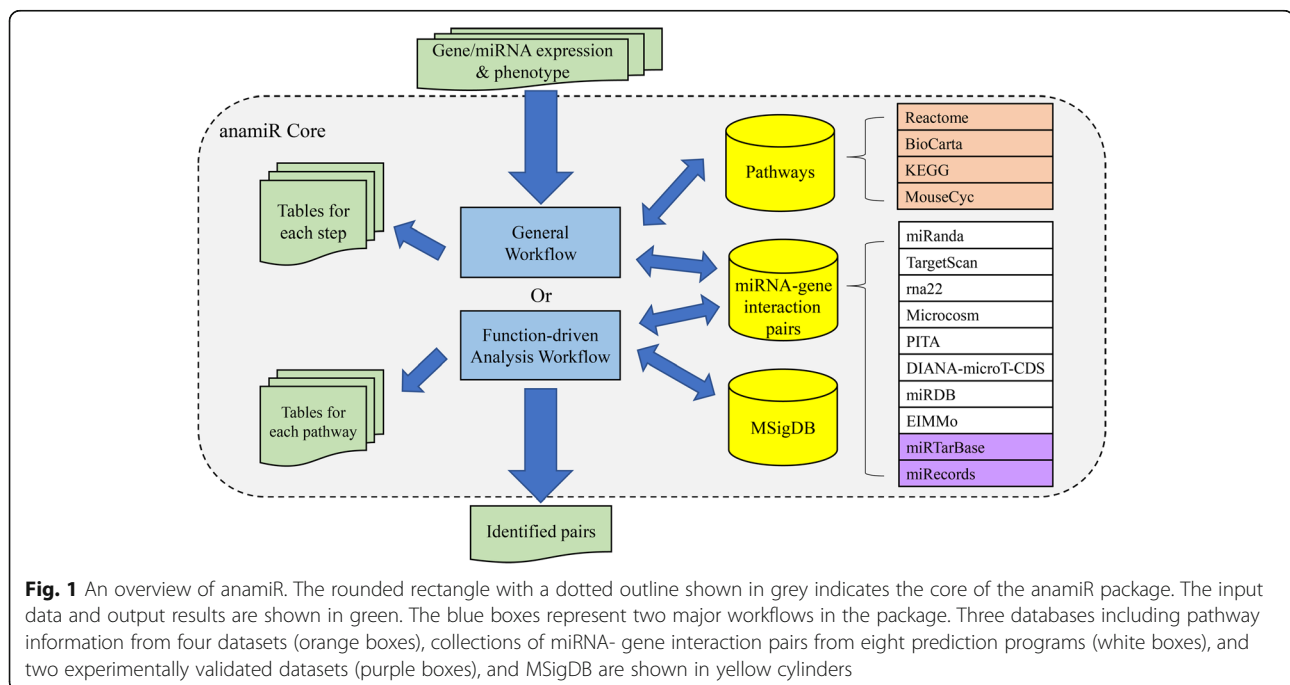 Gene/miRNA expression
& phenotype
anamiR Core
Tables for
each step
General
Workflow
Or
Function-driven
Analysis Workflow
Tables for
each pathway
Identified pairs
Pathways
miRNA-gene
interaction
pairs
MSigDB
Reactome
BioCarta
KEGG
MouseCyc
miRanda
TargetScan
rna22
Microcosm
PITA
DIANA-microT-CDS
miRDB
EIMMo
miRTarBase
miRecords
Fig. 1 An overview of anamiR. The rounded rectangle with a dotted outline shown in grey indicates the core of the anamiR package. The input
data and output results are shown in green. The blue boxes represent two major workflows in the package. Three databases including pathway
information from four datasets (orange boxes), collections of miRNA- gene interaction pairs from eight prediction programs (white boxes), and
two experimentally validated datasets (purple boxes), and MSigDB are shown in yellow cylinders